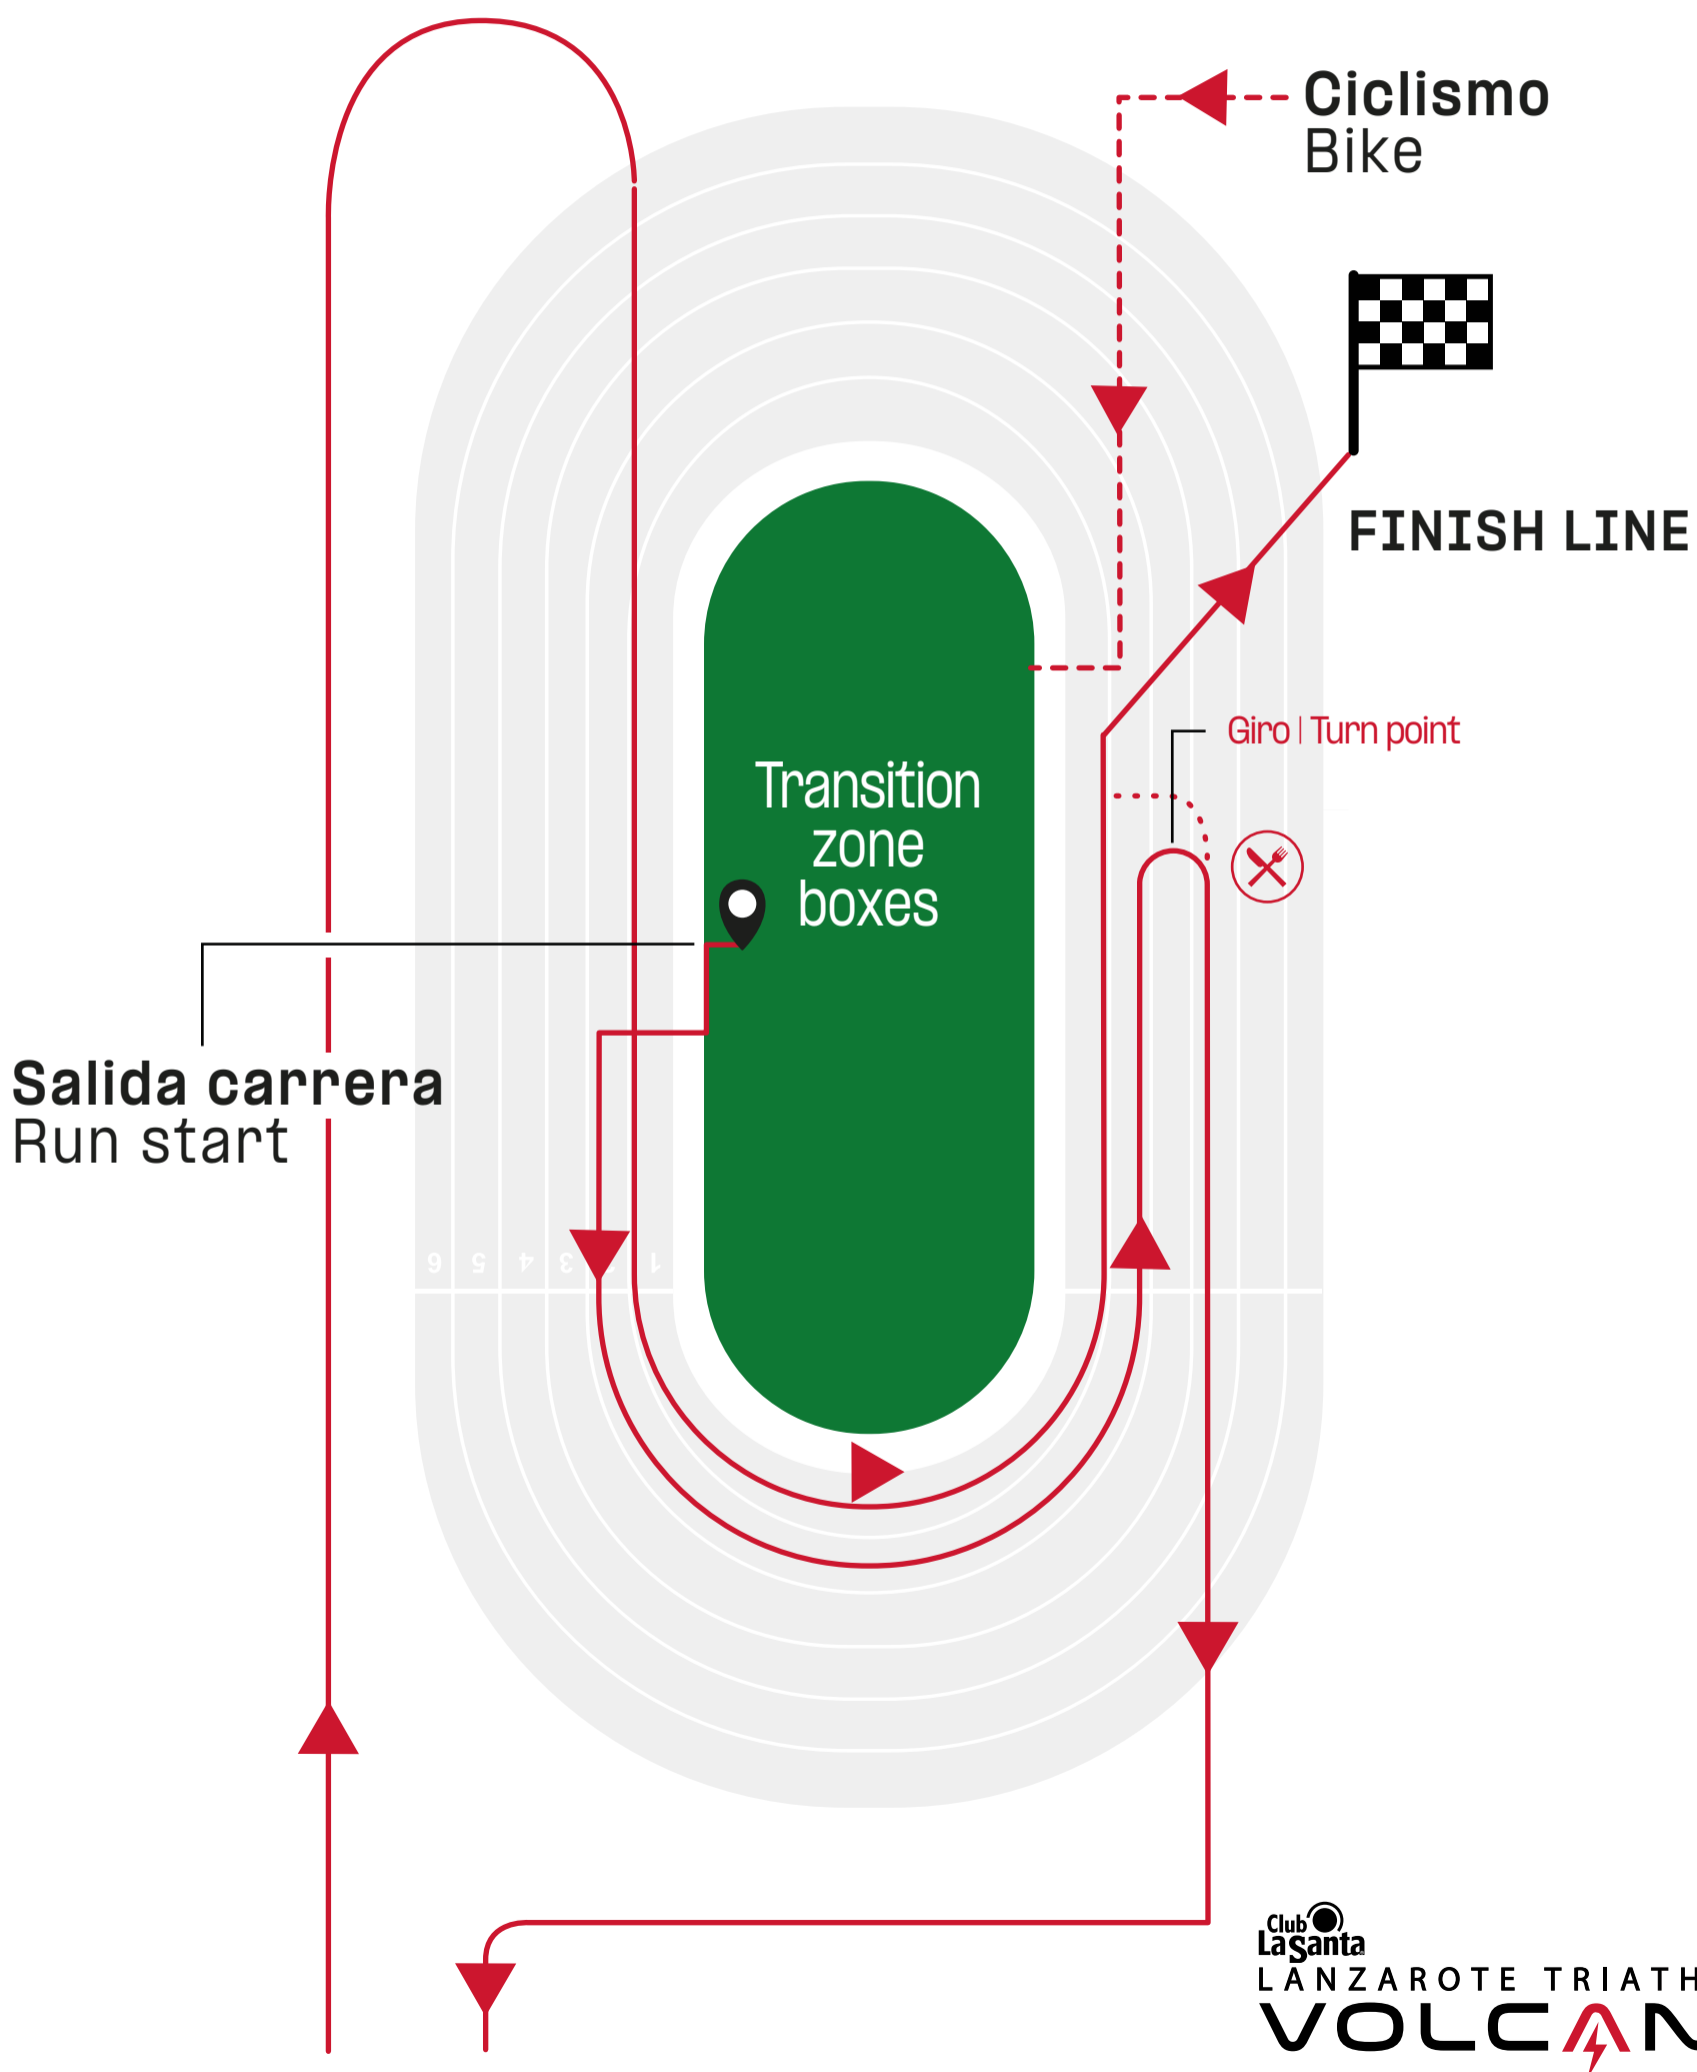 Ciclismo
Bike
FINISH LINE
Giro | Turn point
Transition
zone
boxes
Salida carrera
Run start
6 5 4 3 1
Club
LaSanta
LANZAROTE TRIATH
VOLCAN